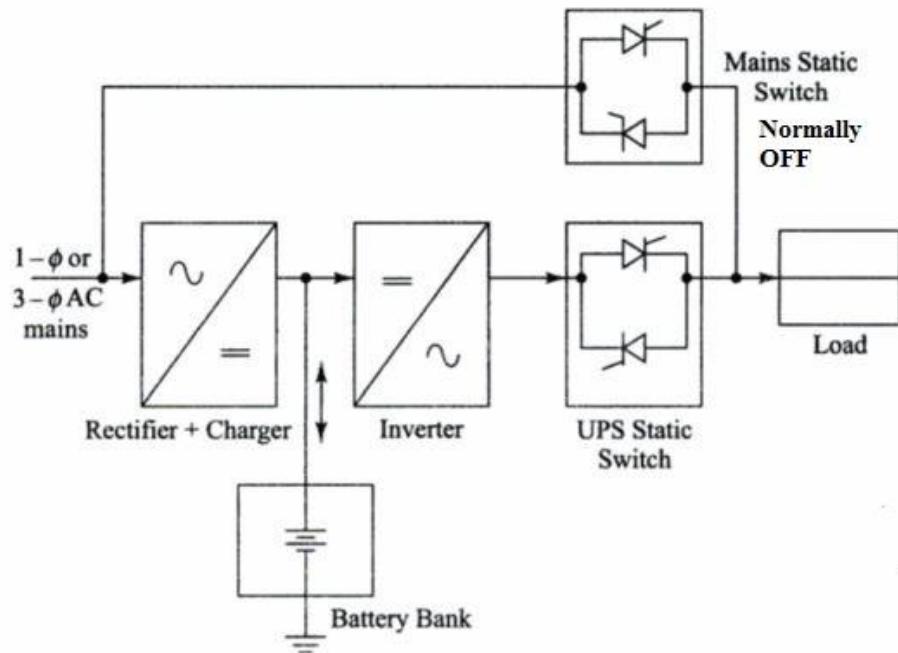 Mains Static
Switch
Normally
OFF
1–ϕ or
3–ϕ AC
mains
Rectifier + Charger
Inverter
UPS Static
Switch
Load
Battery Bank